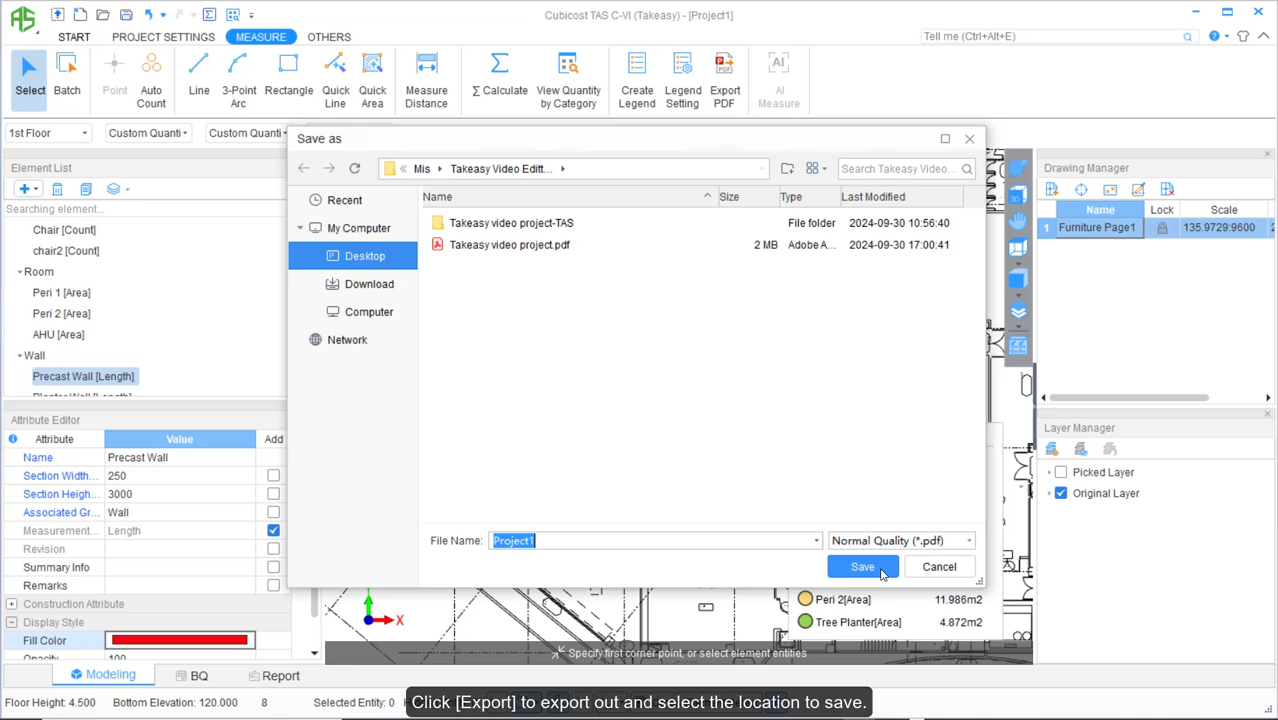 Cubicost TAS C-VI (Takeasy) - [Project1]
START PROJECT SETTINGS MEASURE OTHERS
Tell me (Ctrl+Alt+E)
Select
Batch
Point
Auto Count
Line
3-Point Arc
Rectangle
Quick Line
Quick Area
Measure Distance
Σ Calculate
View Quantity by Category
Create Legend
Legend Setting
Export PDF
AI Measure
1st Floor
Custom Quanti
Custom Quanti
Element List
Searching element...
Chair [Count]
chair2 [Count]
Room
Peri 1 [Area]
Peri 2 [Area]
AHU [Area]
Wall
Precast Wall [Length]
Planter Wall [Length]
Attribute Editor
Attribute Value Add
Name Precast Wall
Section Width... 250
Section Heigh... 3000
Associated Gr... Wall
Measurement... Length
Revision
Summary Info
Remarks
Construction Attribute
Display Style
Fill Color
Opacity 100
Save as
« Mis Takeasy Video Editt...
Search Takeasy Video...
Recent
My Computer
Desktop
Download
Computer
Network
Name Size Type Last Modified
Takeasy video project-TAS File folder 2024-09-30 10:56:40
Takeasy video project.pdf 2 MB Adobe A... 2024-09-30 17:00:41
File Name: Project1 Normal Quality (*.pdf)
Save Cancel
Drawing Manager
Name Lock Scale
1 Furniture Page1 135.9729:9600
Layer Manager
Picked Layer
Original Layer
X
Peri 2[Area] 11.986m2
Tree Planter[Area] 4.872m2
Specify first corner point, or select element entities
Modeling BQ Report
Floor Height: 4.500 Bottom Elevation: 120.000 8 Selected Entity: 0
Click [Export] to export out and select the location to save.